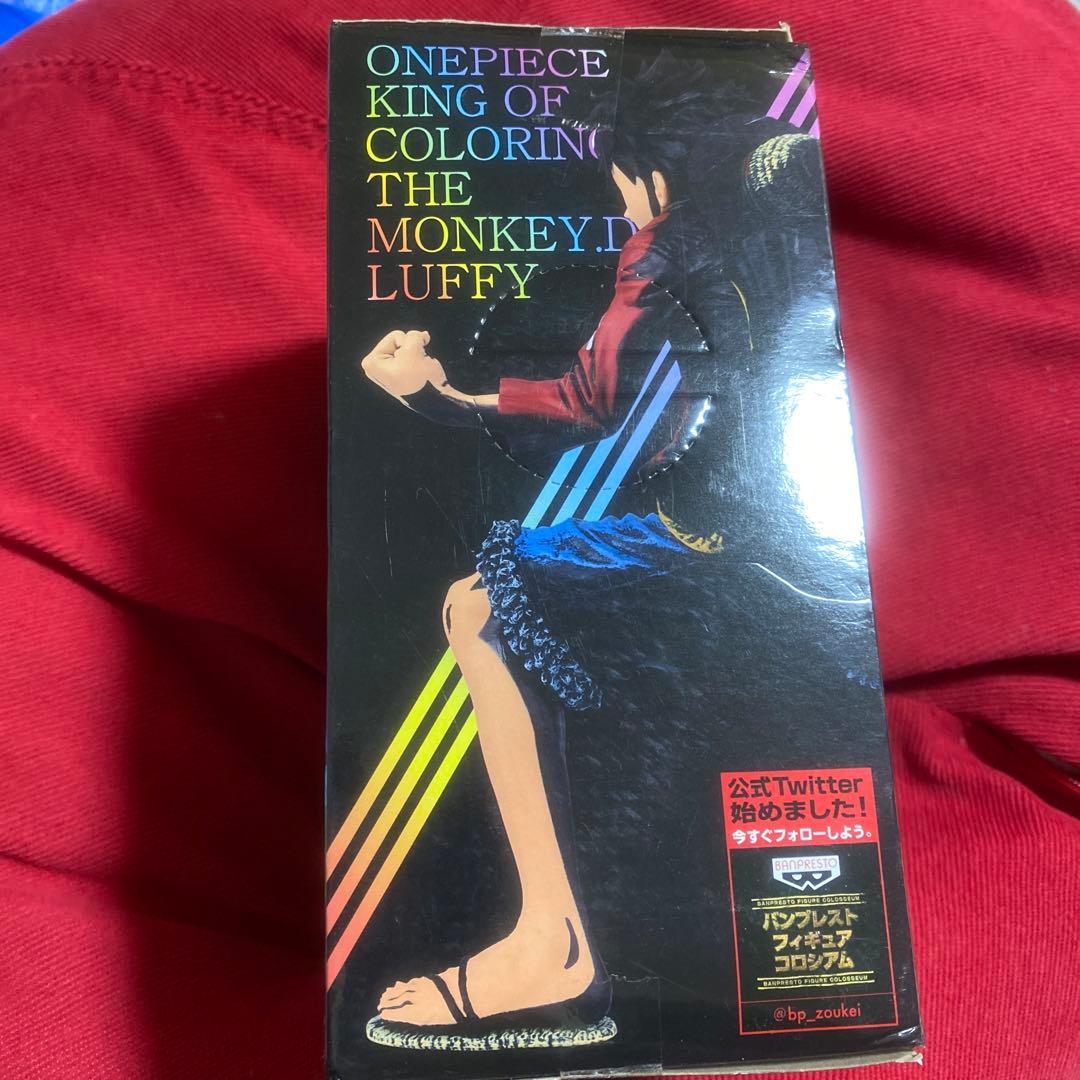 ONEPIECE
KING OF
COLORING
THE
MONKEY.D
LUFFY
公式Twitter
始めました!
今すぐフォローしよう。
BANPRESTO
BANPRESTO FIGURE COLOSSEUM
バンプレスト
フィギュア
コロシアム
BANPRESTO FIGURE COLOSSEUM
@bp_zoukei